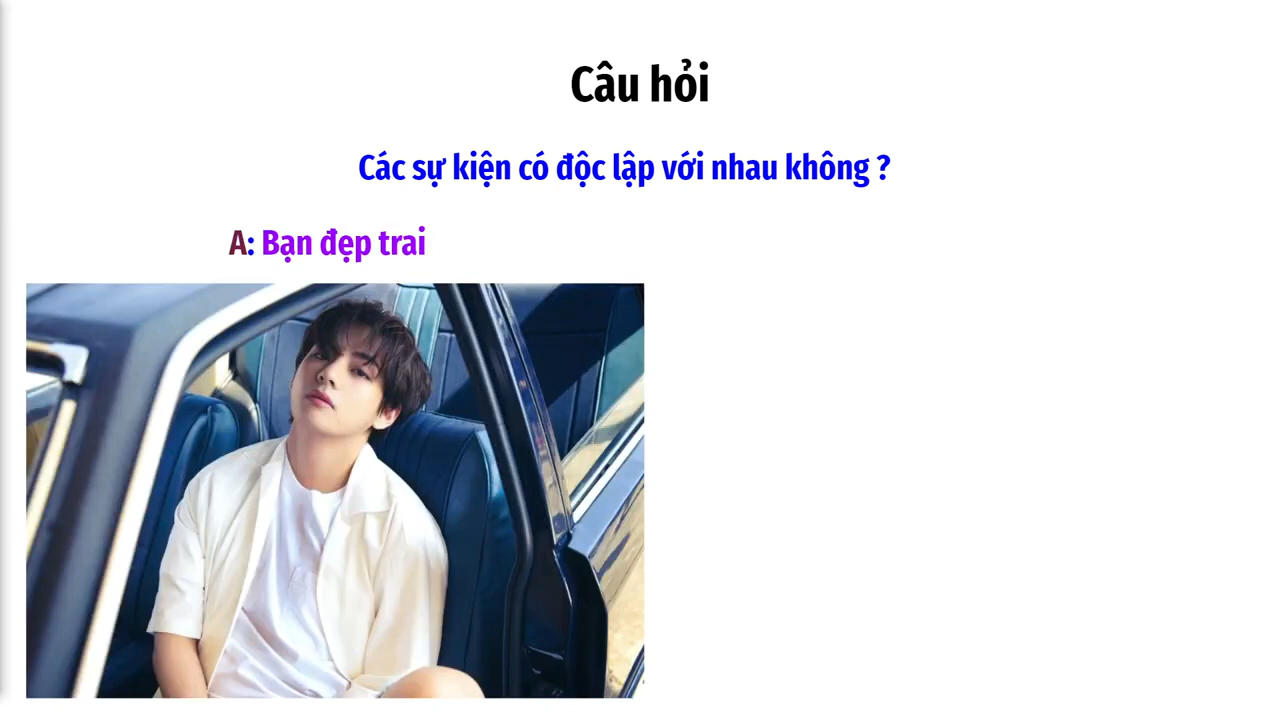 Câu hỏi
Các sự kiện có độc lập với nhau không ?
A: Bạn đẹp trai